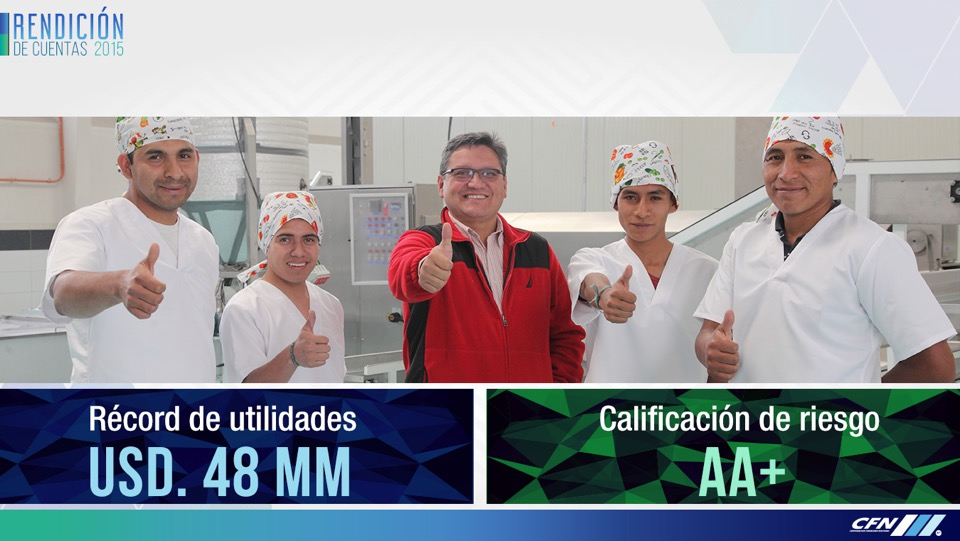 RENDICIÓN
DE CUENTAS 2015
Récord de utilidades
USD. 48 MM
Calificación de riesgo
AA+
CFN